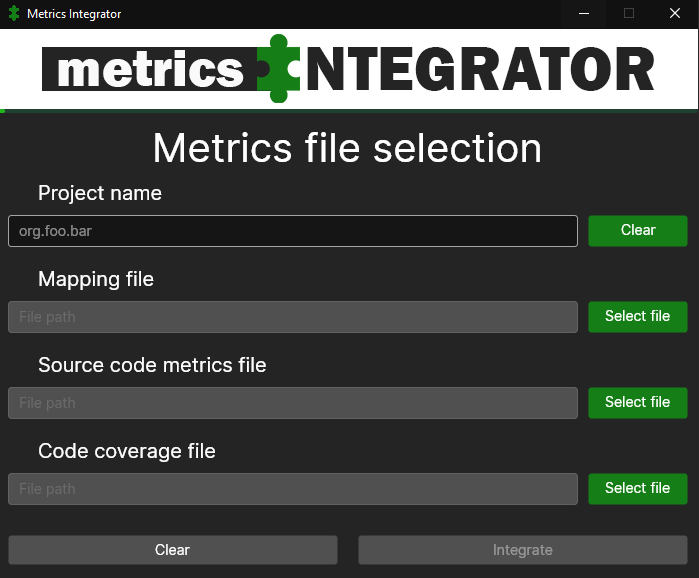 Metrics Integrator
metrics INTEGRATOR
Metrics file selection
Project name
org.foo.bar
Clear
Mapping file
File path
Select file
Source code metrics file
File path
Select file
Code coverage file
File path
Select file
Clear
Integrate